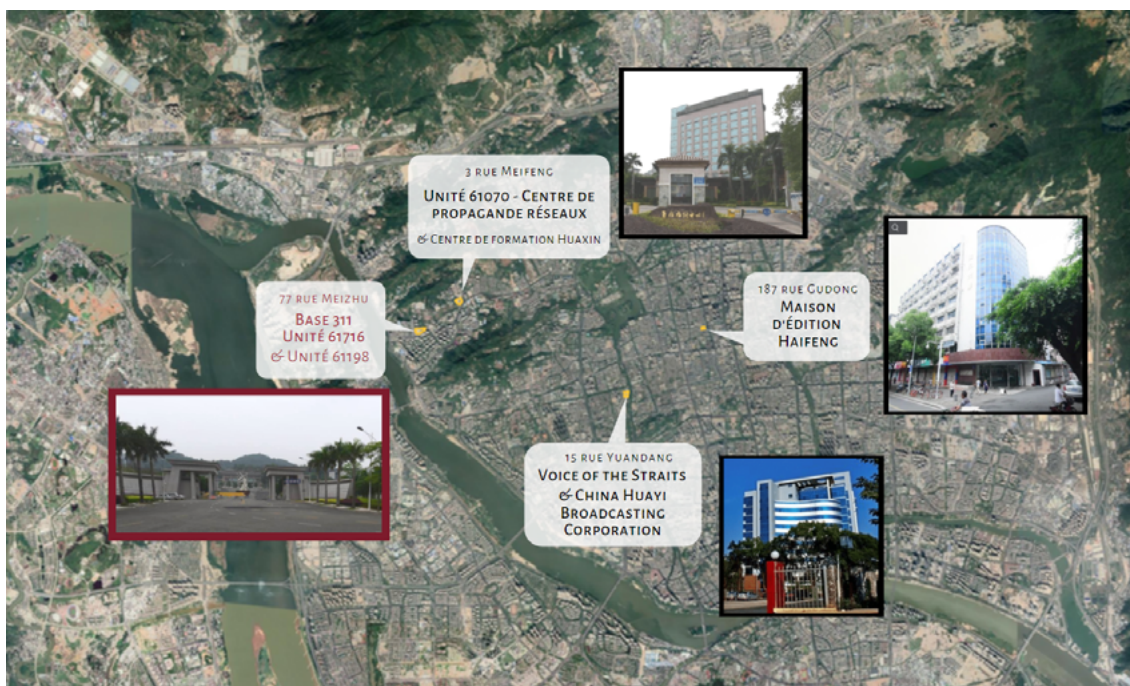 3 rue Meifeng
Unité 61070 - Centre de
propagande réseaux
& Centre de formation Huaxin
77 rue Meizhu
Base 311
Unité 61716
& Unité 61198
187 rue Gudong
Maison
d'édition
Haifeng
15 rue Yuandang
Voice of the Straits
& China Huayi
Broadcasting
Corporation